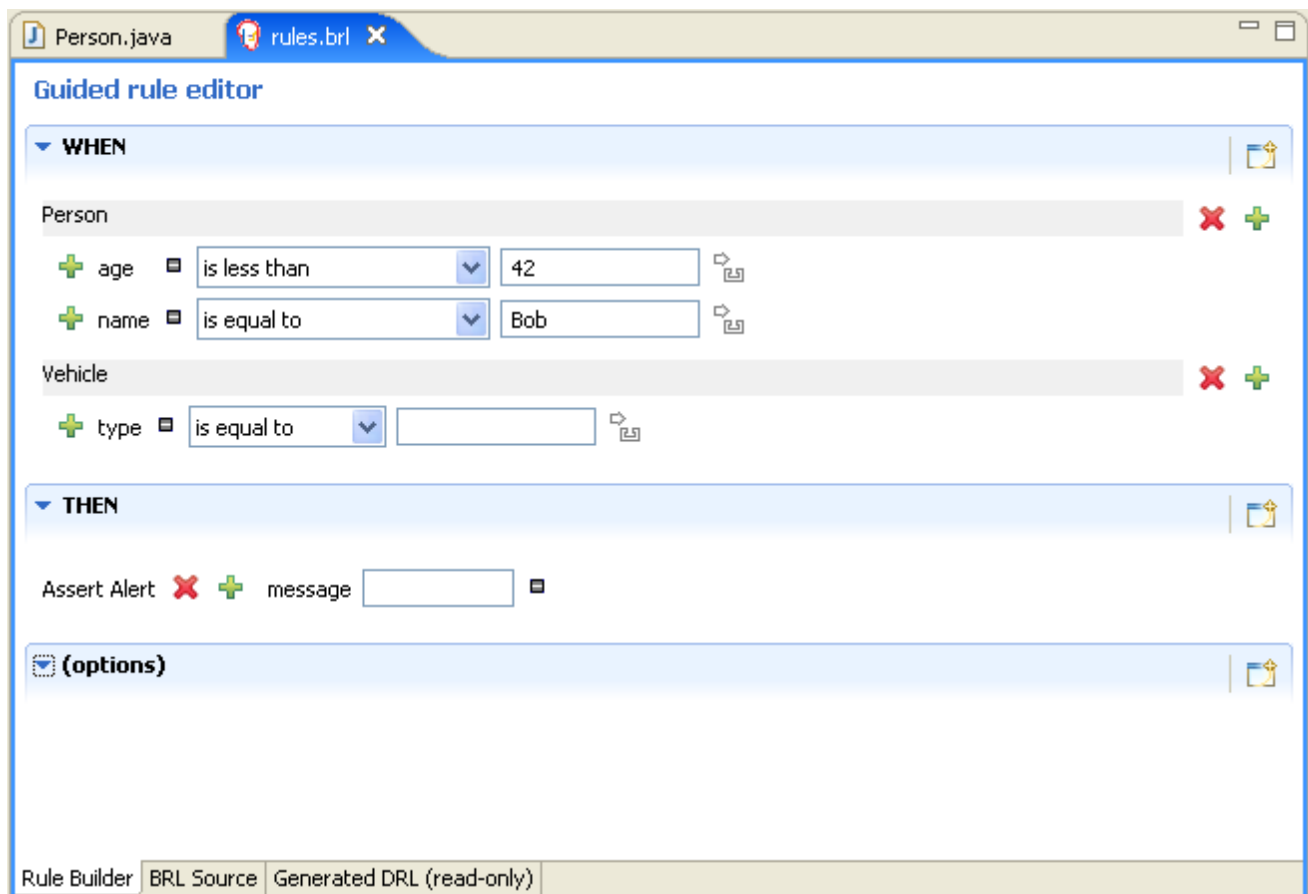 Person.java rules.brl
Guided rule editor
WHEN
Person
age is less than 42
name is equal to Bob
Vehicle
type is equal to
THEN
Assert Alert message
(options)
Rule Builder BRL Source Generated DRL (read-only)